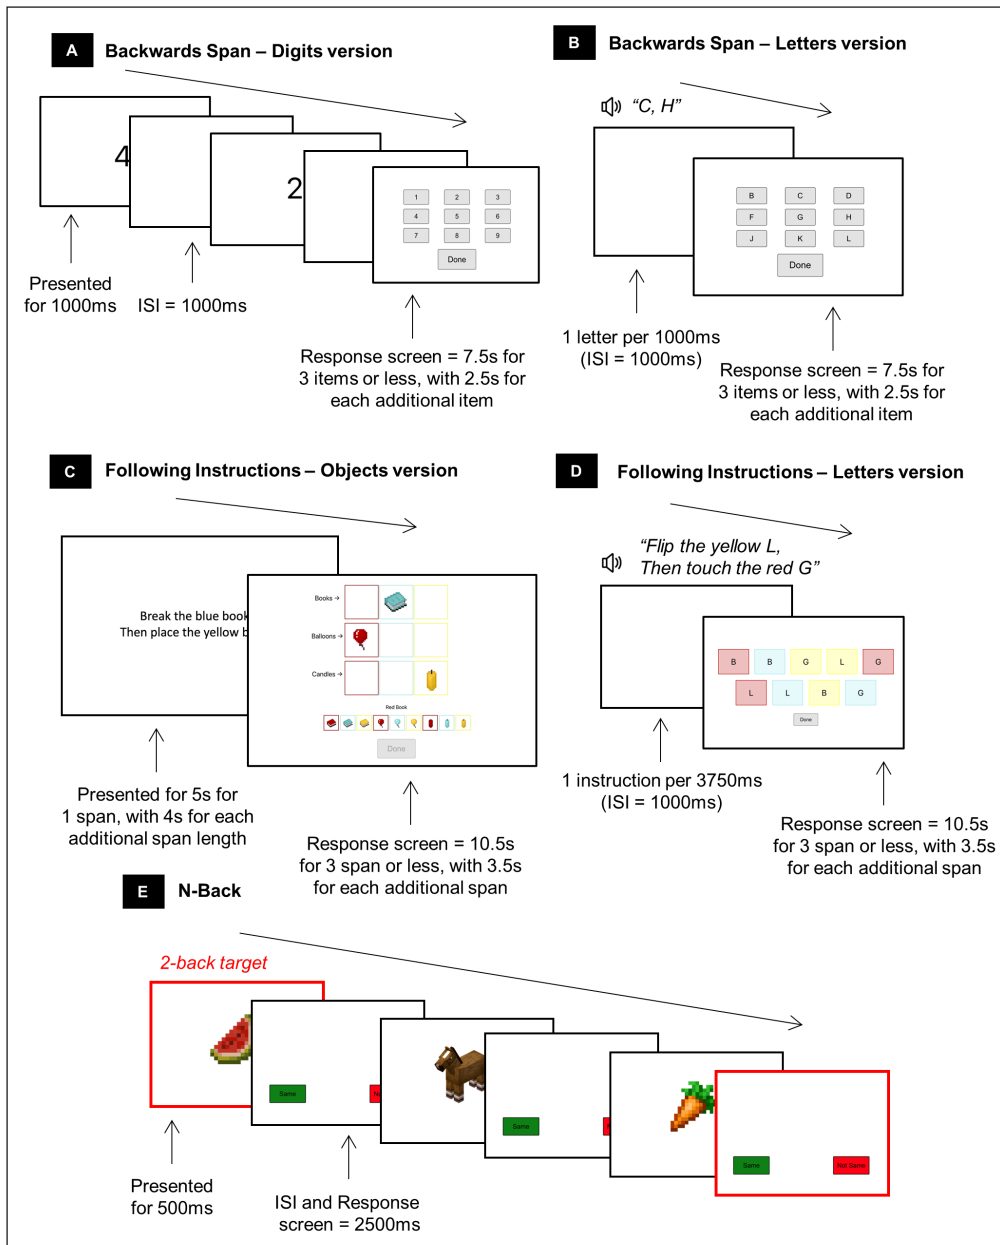 A Backwards Span – Digits version
4
2
1 2 3
4 5 6
7 8 9
Done
Presented
for 1000ms
ISI = 1000ms
Response screen = 7.5s for
3 items or less, with 2.5s for
each additional item
B Backwards Span – Letters version
“C, H”
B C D
F G H
J K L
Done
1 letter per 1000ms
(ISI = 1000ms)
Response screen = 7.5s for
3 items or less, with 2.5s for
each additional item
C Following Instructions – Objects version
Break the blue book
Then place the yellow b
Books →
Balloons →
Candles →
Red Book
Done
Presented for 5s for
1 span, with 4s for each
additional span length
Response screen = 10.5s
for 3 span or less, with 3.5s
for each additional span
D Following Instructions – Letters version
“Flip the yellow L,
Then touch the red G”
B B G L G
L L B G
Done
1 instruction per 3750ms
(ISI = 1000ms)
Response screen = 10.5s
for 3 span or less, with 3.5s
for each additional span
E N-Back
2-back target
Same
Same
Same Not Same
Presented
for 500ms
ISI and Response
screen = 2500ms